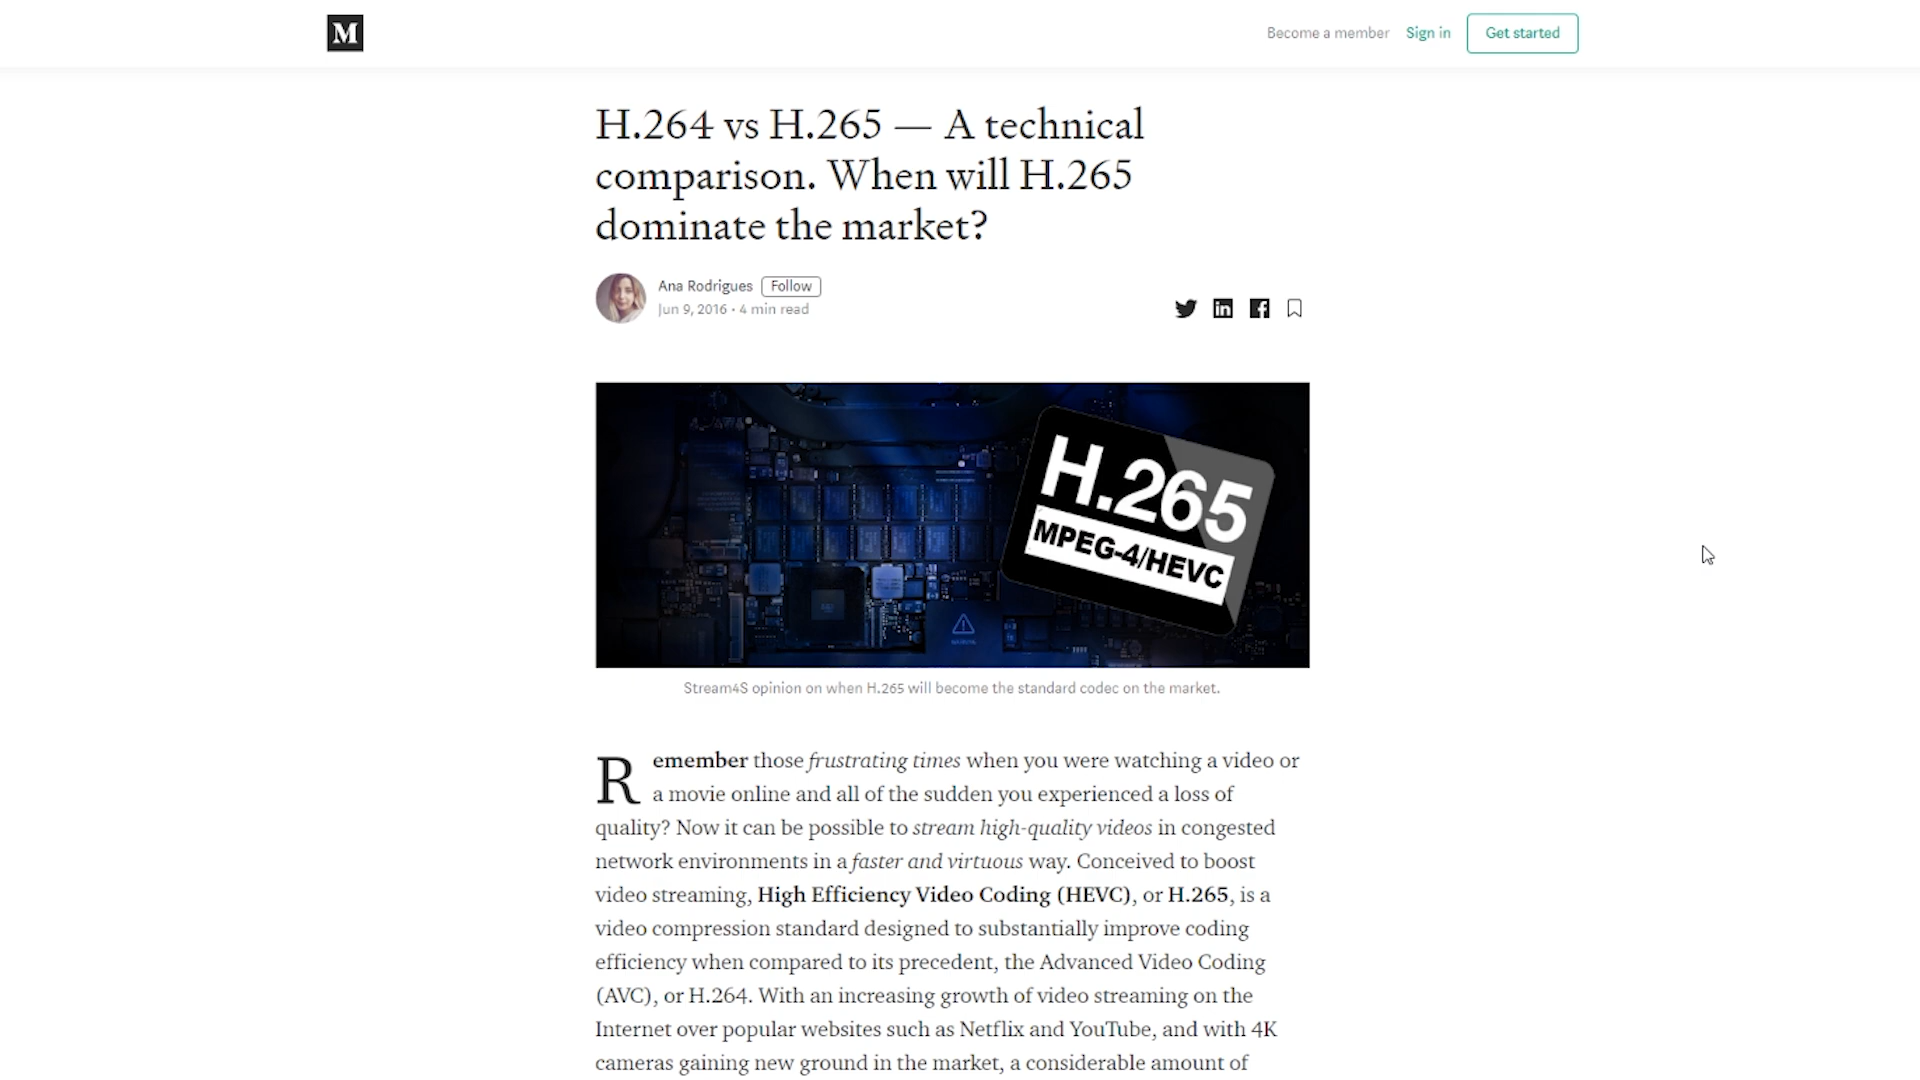 M
Become a member Sign in Get started
H.264 vs H.265 — A technical
comparison. When will H.265
dominate the market?
Ana Rodrigues Follow
Jun 9, 2016 · 4 min read
H.265
MPEG-4/HEVC
Stream4S opinion on when H.265 will become the standard codec on the market.
Remember those frustrating times when you were watching a video or
a movie online and all of the sudden you experienced a loss of
quality? Now it can be possible to stream high-quality videos in congested
network environments in a faster and virtuous way. Conceived to boost
video streaming, High Efficiency Video Coding (HEVC), or H.265, is a
video compression standard designed to substantially improve coding
efficiency when compared to its precedent, the Advanced Video Coding
(AVC), or H.264. With an increasing growth of video streaming on the
Internet over popular websites such as Netflix and YouTube, and with 4K
cameras gaining new ground in the market, a considerable amount of